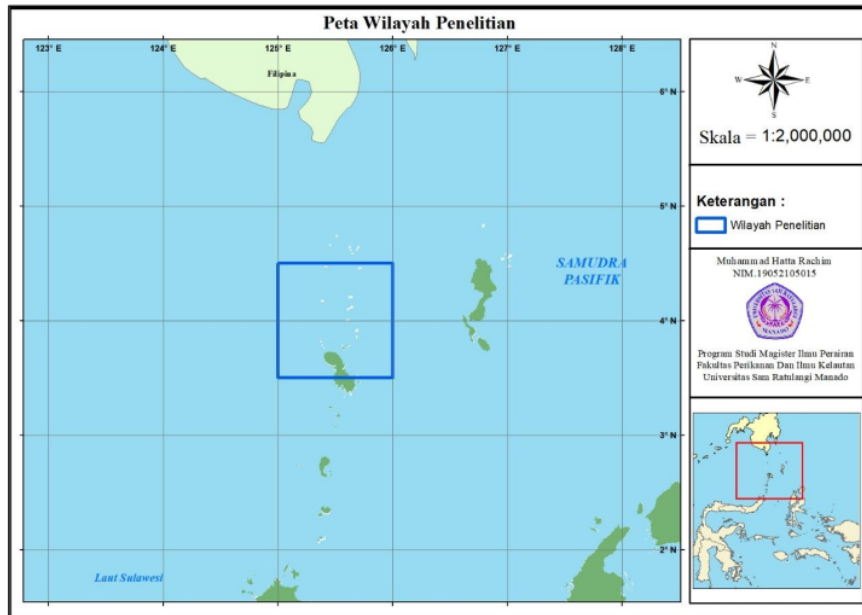 Peta Wilayah Penelitian
123° E
124° E
125° E
126° E
127° E
128° E
Filipina
6° N
5° N
4° N
3° N
2° N
SAMUDRA
PASIFIK
Laut Sulawesi
N
W
E
S
Skala = 1:2,000,000
Keterangan :
Wilayah Penelitian
Muhammad Hatta Rachim
NIM.19052105015
Program Studi Magister Ilmu Perairan
Fakultas Perikanan Dan Ilmu Kelautan
Universitas Sam Ratulangi Manado